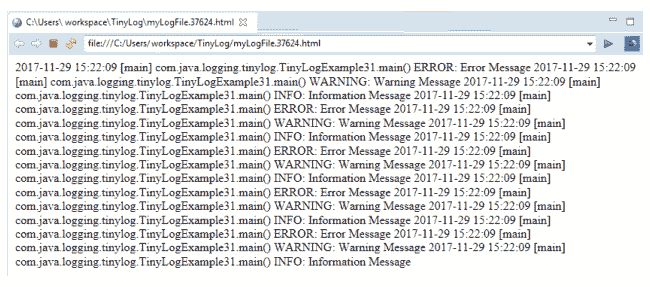 C:\Users\ workspace\TinyLog\myLogFile.37624.html
file:///C:/Users/workspace/TinyLog/myLogFile.37624.html
2017-11-29 15:22:09 [main] com.java.logging.tinylog.TinyLogExample31.main() ERROR: Error Message 2017-11-29 15:22:09
[main] com.java.logging.tinylog.TinyLogExample31.main() WARNING: Warning Message 2017-11-29 15:22:09 [main]
com.java.logging.tinylog.TinyLogExample31.main() INFO: Information Message 2017-11-29 15:22:09 [main]
com.java.logging.tinylog.TinyLogExample31.main() ERROR: Error Message 2017-11-29 15:22:09 [main]
com.java.logging.tinylog.TinyLogExample31.main() WARNING: Warning Message 2017-11-29 15:22:09 [main]
com.java.logging.tinylog.TinyLogExample31.main() INFO: Information Message 2017-11-29 15:22:09 [main]
com.java.logging.tinylog.TinyLogExample31.main() ERROR: Error Message 2017-11-29 15:22:09 [main]
com.java.logging.tinylog.TinyLogExample31.main() WARNING: Warning Message 2017-11-29 15:22:09 [main]
com.java.logging.tinylog.TinyLogExample31.main() INFO: Information Message 2017-11-29 15:22:09 [main]
com.java.logging.tinylog.TinyLogExample31.main() ERROR: Error Message 2017-11-29 15:22:09 [main]
com.java.logging.tinylog.TinyLogExample31.main() WARNING: Warning Message 2017-11-29 15:22:09 [main]
com.java.logging.tinylog.TinyLogExample31.main() INFO: Information Message 2017-11-29 15:22:09 [main]
com.java.logging.tinylog.TinyLogExample31.main() ERROR: Error Message 2017-11-29 15:22:09 [main]
com.java.logging.tinylog.TinyLogExample31.main() WARNING: Warning Message 2017-11-29 15:22:09 [main]
com.java.logging.tinylog.TinyLogExample31.main() INFO: Information Message